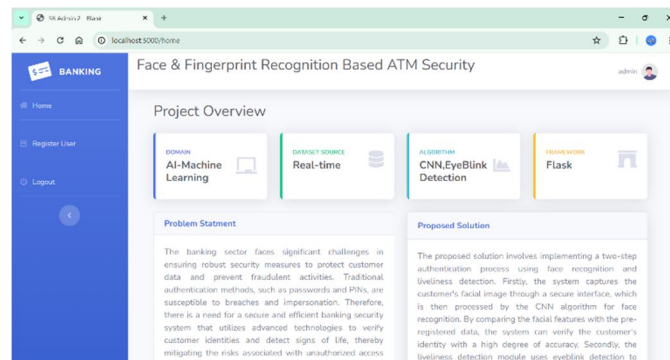 SB Admin 2 - Blank
localhost:5000/home
BANKING
Face & Fingerprint Recognition Based ATM Security
admin
Home
Register User
Logout
Project Overview
DOMAIN
AI-Machine
Learning
DATASET SOURCE
Real-time
ALGORITHM
CNN,EyeBlink
Detection
FRAMEWORK
Flask
Problem Statment
The banking sector faces significant challenges in
ensuring robust security measures to protect customer
data and prevent fraudulent activities. Traditional
authentication methods, such as passwords and PINs, are
susceptible to breaches and impersonation. Therefore,
there is a need for a secure and efficient banking security
system that utilizes advanced technologies to verify
customer identities and detect signs of life, thereby
mitigating the risks associated with unauthorized access
Proposed Solution
The proposed solution involves implementing a two-step
authentication process using face recognition and
liveliness detection. Firstly, the system captures the
customer's facial image through a secure interface, which
is then processed by the CNN algorithm for face
recognition. By comparing the facial features with the pre-
registered data, the system can verify the customer's
identity with a high degree of accuracy. Secondly, the
liveliness detection module uses eyeblink detection to